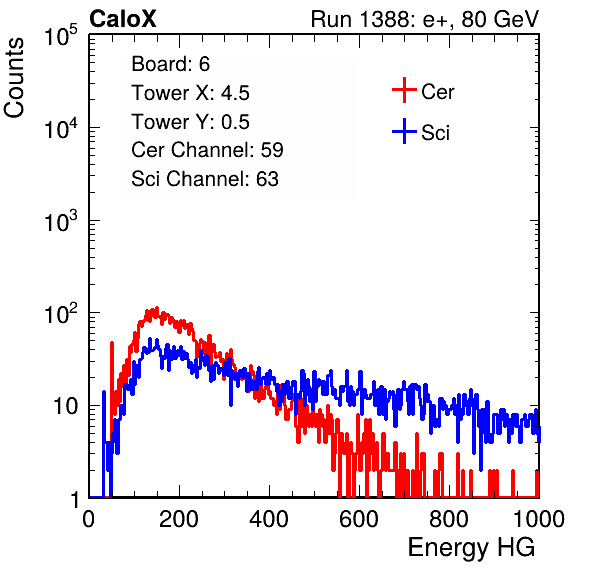 CaloX Run 1388: e+, 80 GeV
Counts
Board: 6
Tower X: 4.5
Tower Y: 0.5
Cer Channel: 59
Sci Channel: 63
Cer
Sci
10^5
10^4
10^3
10^2
10
1
0 200 400 600 800 1000
Energy HG